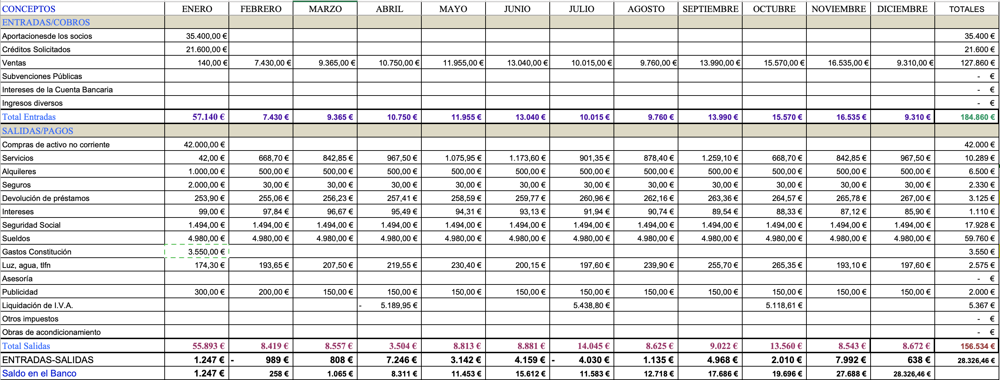 CONCEPTOS ENERO FEBRERO MARZO ABRIL MAYO JUNIO JULIO AGOSTO SEPTIEMBRE OCTUBRE NOVIEMBRE DICIEMBRE TOTALES
ENTRADAS/COBROS
Aportacionesde los socios 35.400,00 € 35.400 €
Créditos Solicitados 21.600,00 € 21.600 €
Ventas 140,00 € 7.430,00 € 9.365,00 € 10.750,00 € 11.955,00 € 13.040,00 € 10.015,00 € 9.760,00 € 13.990,00 € 15.570,00 € 16.535,00 € 9.310,00 € 127.860 €
Subvenciones Públicas - €
Intereses de la Cuenta Bancaria - €
Ingresos diversos - €
Total Entradas 57.140 € 7.430 € 9.365 € 10.750 € 11.955 € 13.040 € 10.015 € 9.760 € 13.990 € 15.570 € 16.535 € 9.310 € 184.860 €
SALIDAS/PAGOS
Compras de activo no corriente 42.000,00 € 42.000 €
Servicios 42,00 € 668,70 € 842,85 € 967,50 € 1.075,95 € 1.173,60 € 901,35 € 878,40 € 1.259,10 € 668,70 € 842,85 € 967,50 € 10.289 €
Alquileres 1.000,00 € 500,00 € 500,00 € 500,00 € 500,00 € 500,00 € 500,00 € 500,00 € 500,00 € 500,00 € 500,00 € 500,00 € 6.500 €
Seguros 2.000,00 € 30,00 € 30,00 € 30,00 € 30,00 € 30,00 € 30,00 € 30,00 € 30,00 € 30,00 € 30,00 € 30,00 € 2.330 €
Devolución de préstamos 253,90 € 255,06 € 256,23 € 257,41 € 258,59 € 259,77 € 260,96 € 262,16 € 263,36 € 264,57 € 265,78 € 267,00 € 3.125 €
Intereses 99,00 € 97,84 € 96,67 € 95,49 € 94,31 € 93,13 € 91,94 € 90,74 € 89,54 € 88,33 € 87,12 € 85,90 € 1.110 €
Seguridad Social 1.494,00 € 1.494,00 € 1.494,00 € 1.494,00 € 1.494,00 € 1.494,00 € 1.494,00 € 1.494,00 € 1.494,00 € 1.494,00 € 1.494,00 € 1.494,00 € 17.928 €
Sueldos 4.980,00 € 4.980,00 € 4.980,00 € 4.980,00 € 4.980,00 € 4.980,00 € 4.980,00 € 4.980,00 € 4.980,00 € 4.980,00 € 4.980,00 € 4.980,00 € 59.760 €
Gastos Constitución 3.550,00 € 3.550 €
Luz, agua, tlfn 174,30 € 193,65 € 207,50 € 219,55 € 230,40 € 200,15 € 197,60 € 239,90 € 255,70 € 265,35 € 193,10 € 197,60 € 2.575 €
Asesoría - €
Publicidad 300,00 € 200,00 € 150,00 € 150,00 € 150,00 € 150,00 € 150,00 € 150,00 € 150,00 € 150,00 € 150,00 € 150,00 € 2.000 €
Liquidación de I.V.A. - 5.189,95 € 5.438,80 € 5.118,61 € 5.367 €
Otros impuestos - €
Obras de acondicionamiento - €
Total Salidas 55.893 € 8.419 € 8.557 € 3.504 € 8.813 € 8.881 € 14.045 € 8.625 € 9.022 € 13.560 € 8.543 € 8.672 € 156.534 €
ENTRADAS-SALIDAS 1.247 € - 989 € 808 € 7.246 € 3.142 € 4.159 € - 4.030 € 1.135 € 4.968 € 2.010 € 7.992 € 638 € 28.326,46 €
Saldo en el Banco 1.247 € 258 € 1.065 € 8.311 € 11.453 € 15.612 € 11.583 € 12.718 € 17.686 € 19.696 € 27.688 € 28.326,46 €